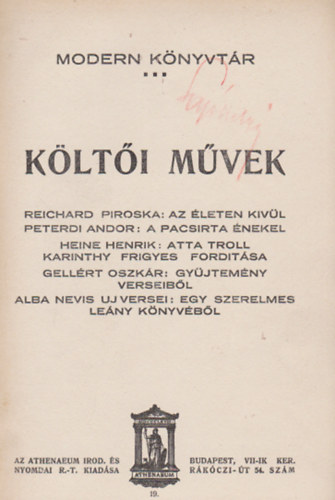 MODERN KÖNYVTÁR
KÖLTŐI MŰVEK
REICHARD PIROSKA: AZ ÉLETEN KIVÜL
PETERDI ANDOR: A PACSIRTA ÉNEKEL
HEINE HENRIK: ATTA TROLL
KARINTHY FRIGYES FORDITÁSA
GELLÉRT OSZKÁR: GYÜJTEMÉNY
VERSEIBŐL
ALBA NEVIS UJ VERSEI: EGY SZERELMES
LEÁNY KÖNYVÉBŐL
AZ ATHENAEUM IROD. ÉS
NYOMDAI R.-T. KIADÁSA
ATHENAEUM
BUDAPEST, VII-IK KER.
RÁKÓCZI-ÚT 54. SZÁM
19.